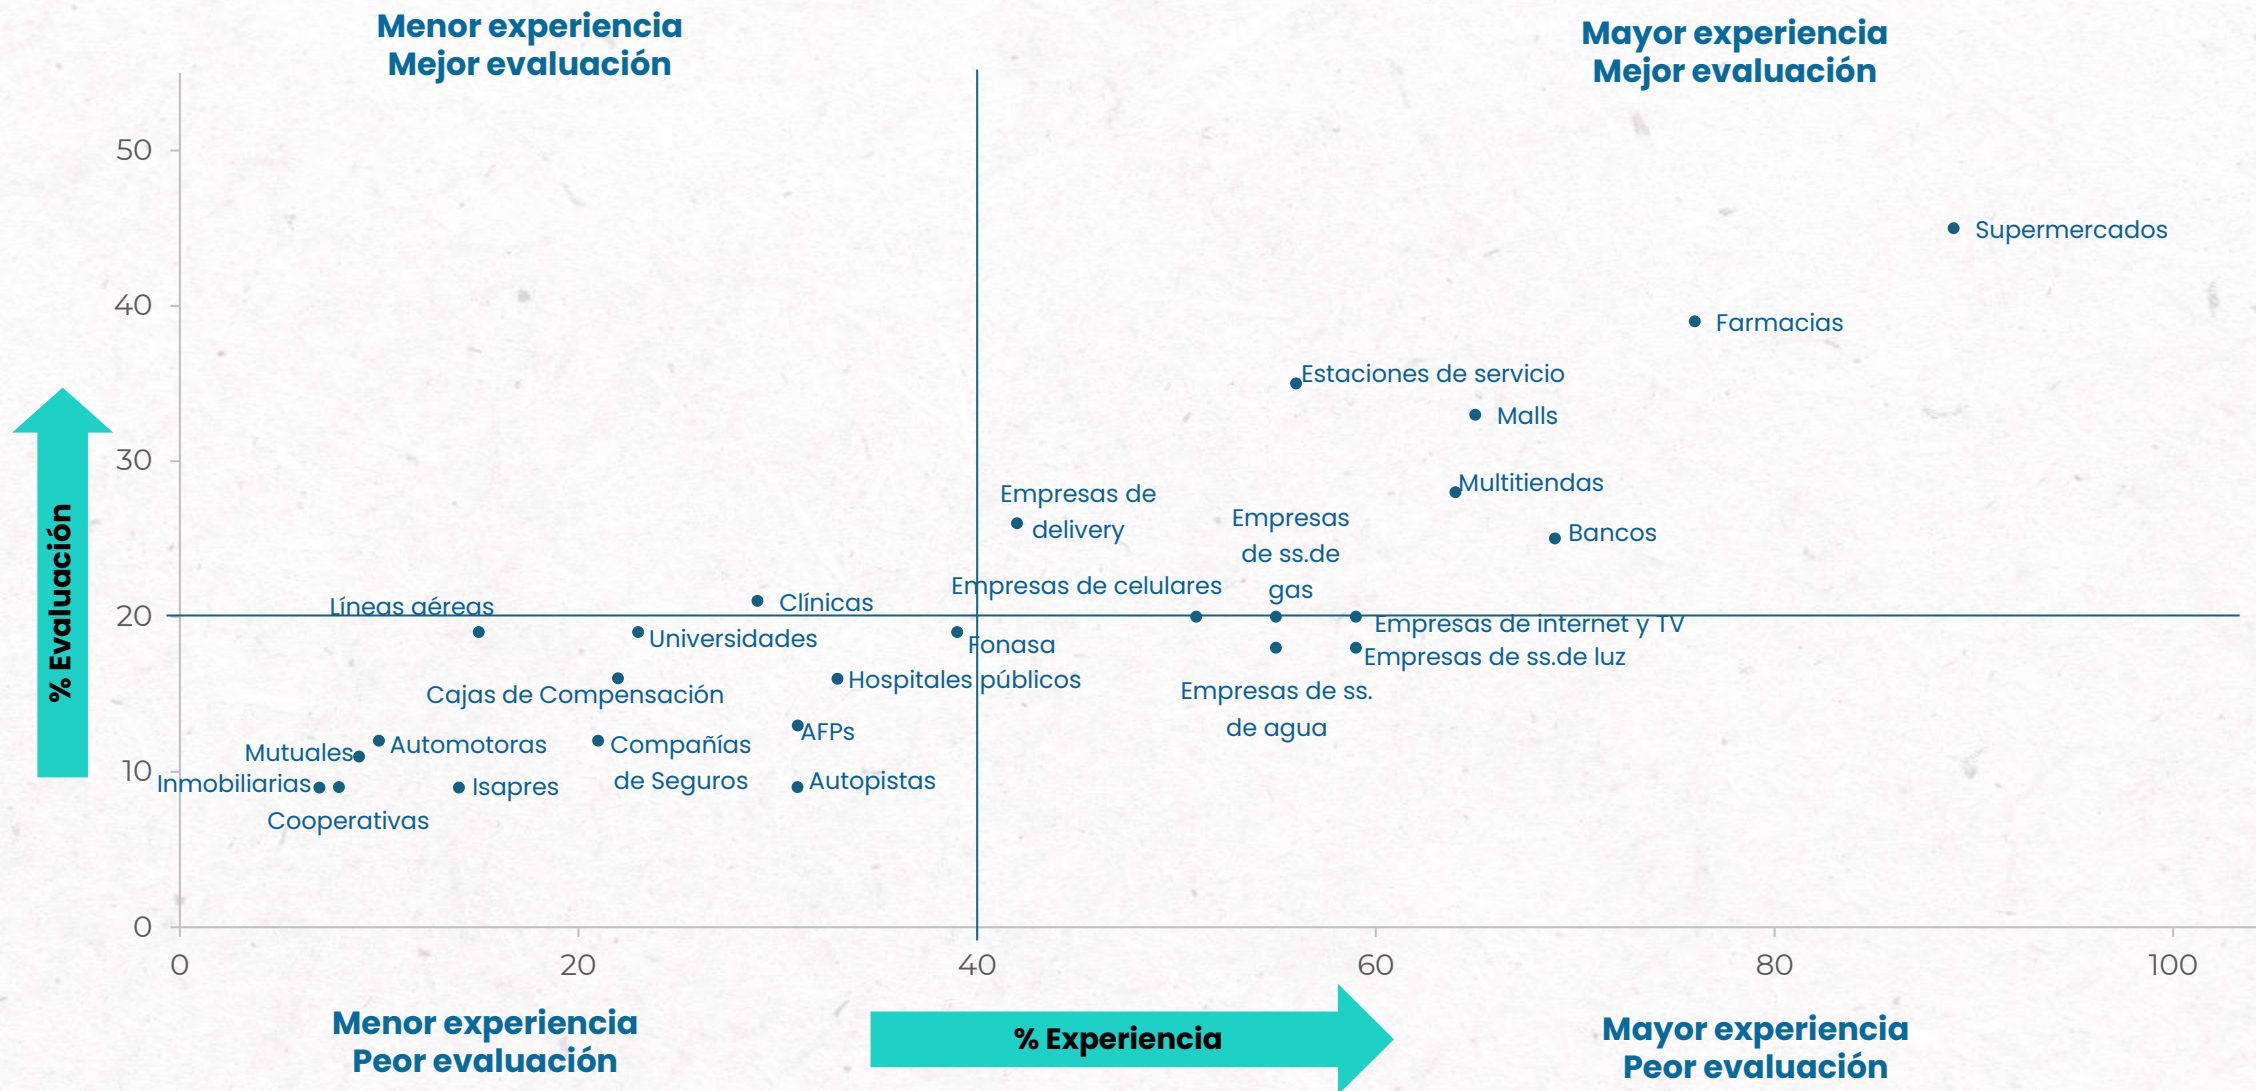 Menor experiencia
Mejor evaluación
Mayor experiencia
Mejor evaluación
50
40
30
20
10
0
% Evaluación
Supermercados
Farmacias
Estaciones de servicio
Malls
Multitiendas
Empresas de
delivery
Empresas
de ss.de
gas
Bancos
Empresas de celulares
Líneas aéreas
Clínicas
Empresas de internet y TV
Universidades
Fonasa
Empresas de ss.de luz
Cajas de Compensación
Hospitales públicos
Empresas de ss.
de agua
AFPs
Mutuales
Automotoras
Compañías
de Seguros
Inmobiliarias
Isapres
Autopistas
Cooperativas
0
20
40
60
80
100
Menor experiencia
Peor evaluación
% Experiencia
Mayor experiencia
Peor evaluación